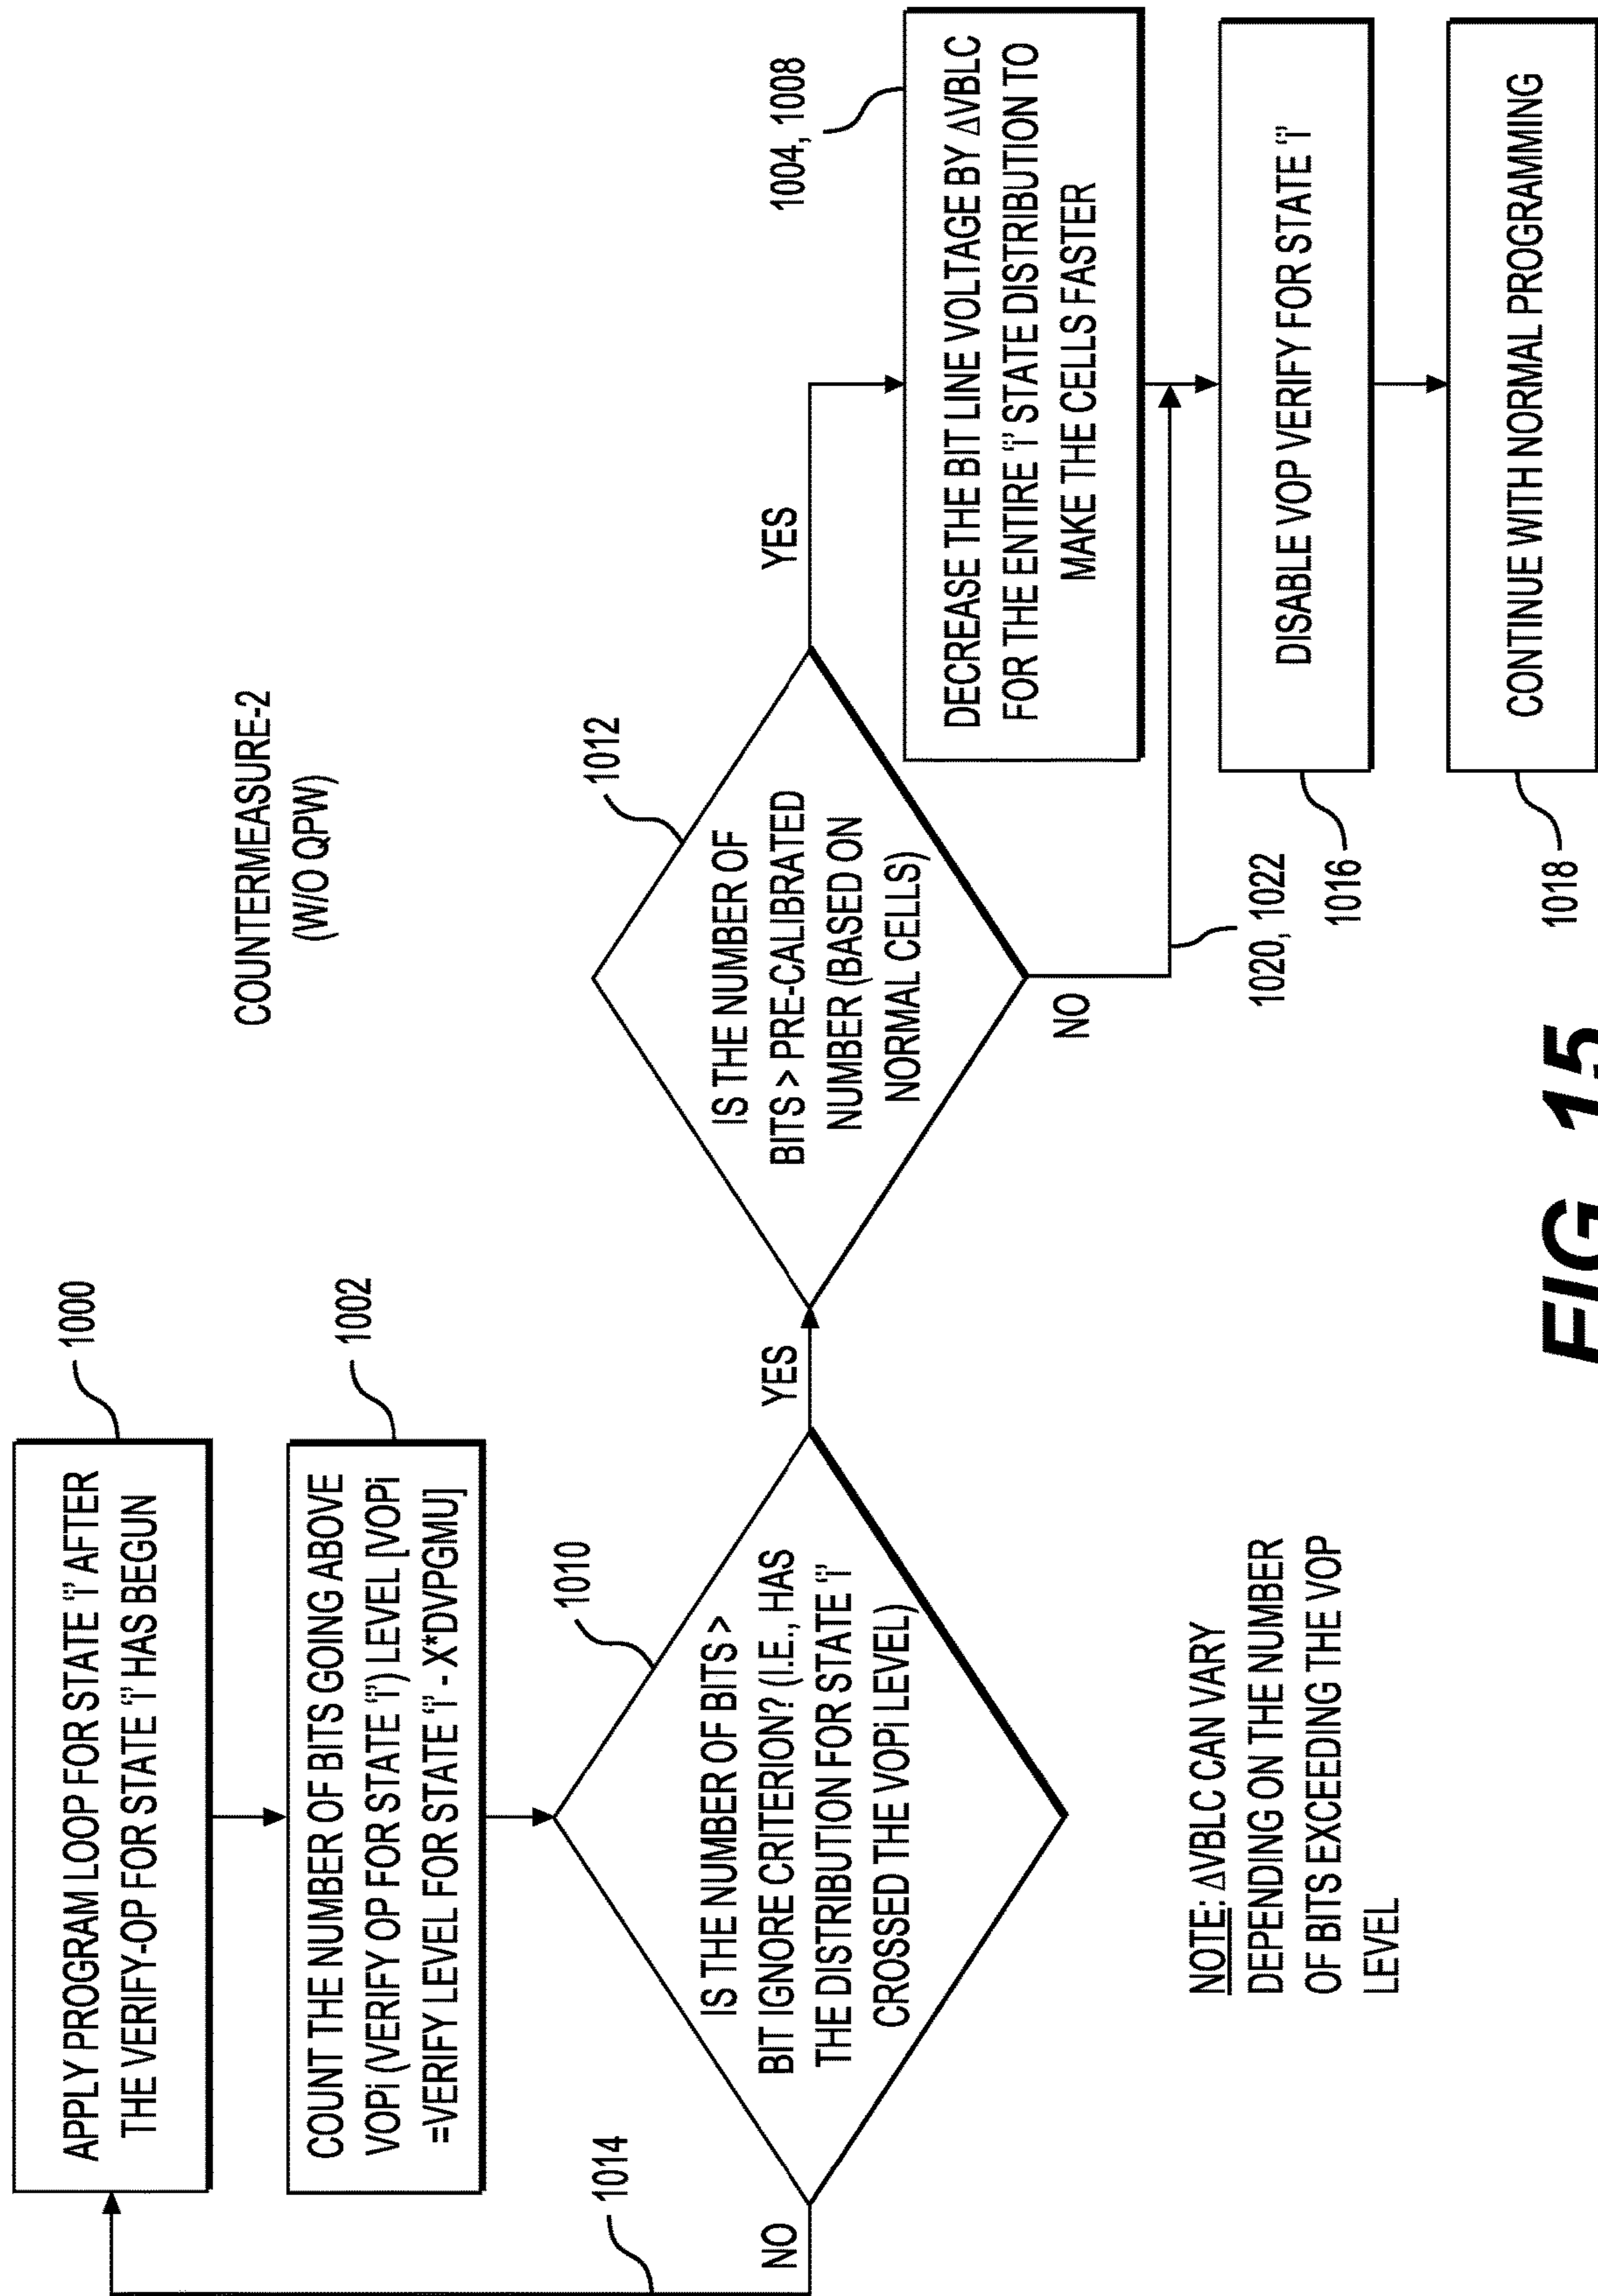 COUNTERMEASURE-2
(W/O QPW)
1000
APPLY PROGRAM LOOP FOR STATE "i" AFTER
THE VERIFY-OP FOR STATE "i" HAS BEGUN
1002
COUNT THE NUMBER OF BITS GOING ABOVE
VOPi (VERIFY OP FOR STATE "i") LEVEL [VOPi
=VERIFY LEVEL FOR STATE "i" - X*DVPGMU]
1010
IS THE NUMBER OF BITS >
BIT IGNORE CRITERION? (I.E., HAS
THE DISTRIBUTION FOR STATE "i"
CROSSED THE VOPi LEVEL)
NO
1014
YES
1012
IS THE NUMBER OF
BITS > PRE-CALIBRATED
NUMBER (BASED ON
NORMAL CELLS)
YES
NO
1004, 1008
DECREASE THE BIT LINE VOLTAGE BY ΔVBLC
FOR THE ENTIRE "i" STATE DISTRIBUTION TO
MAKE THE CELLS FASTER
1020, 1022
1016
DISABLE VOP VERIFY FOR STATE "i"
1018
CONTINUE WITH NORMAL PROGRAMMING
NOTE: ΔVBLC CAN VARY
DEPENDING ON THE NUMBER
OF BITS EXCEEDING THE VOP
LEVEL
FIG. 15